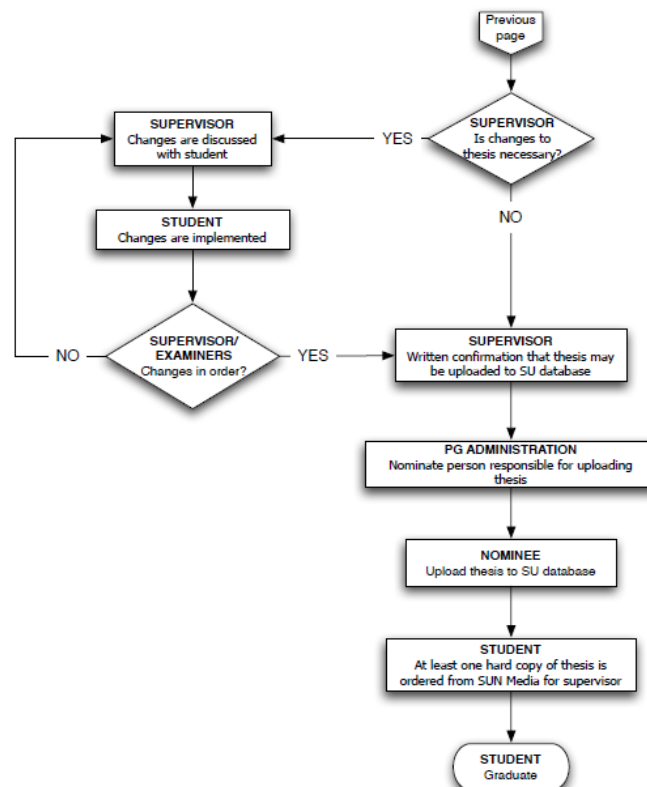 Previous
page
SUPERVISOR
Is changes to
thesis necessary?
YES
SUPERVISOR
Changes are discussed
with student
STUDENT
Changes are implemented
NO
SUPERVISOR/
EXAMINERS
Changes in order?
NO
YES
SUPERVISOR
Written confirmation that thesis may
be uploaded to SU database
PG ADMINISTRATION
Nominate person responsible for uploading
thesis
NOMINEE
Upload thesis to SU database
STUDENT
At least one hard copy of thesis is
ordered from SUN Media for supervisor
STUDENT
Graduate